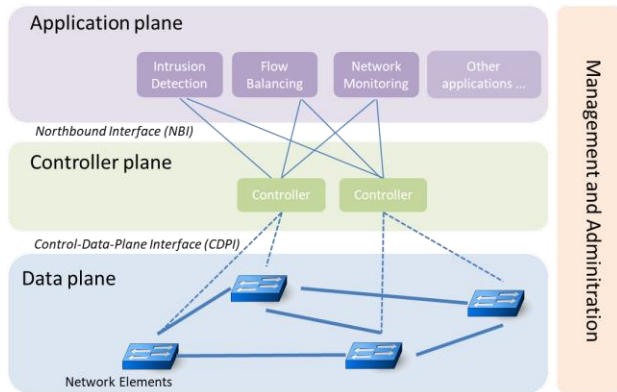 Application plane
Intrusion
Detection
Flow
Balancing
Network
Monitoring
Other
applications ...
Northbound Interface (NBI)
Controller plane
Controller
Controller
Control-Data-Plane Interface (CDPI)
Data plane
Network Elements
Management and Adminitration